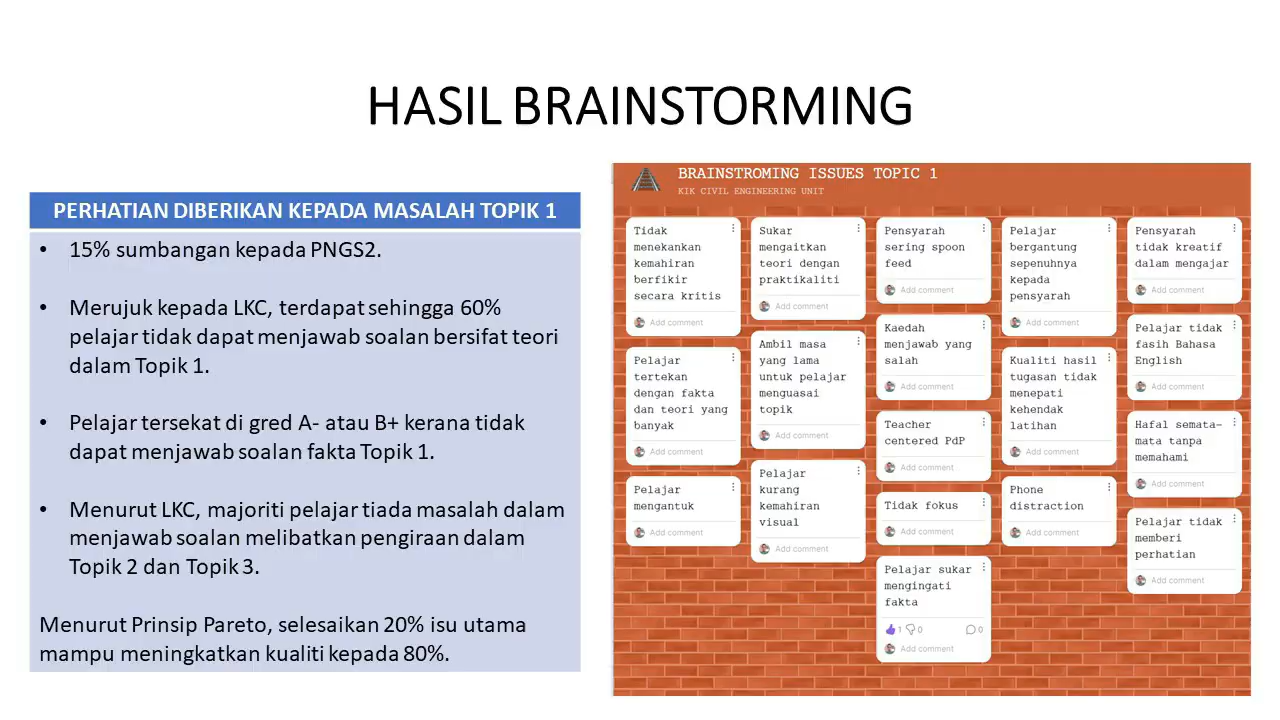 HASIL BRAINSTORMING
PERHATIAN DIBERIKAN KEPADA MASALAH TOPIK 1
• 15% sumbangan kepada PNGS2.
• Merujuk kepada LKC, terdapat sehingga 60%
pelajar tidak dapat menjawab soalan bersifat teori
dalam Topik 1.
• Pelajar tersekat di gred A- atau B+ kerana tidak
dapat menjawab soalan fakta Topik 1.
• Menurut LKC, majoriti pelajar tiada masalah dalam
menjawab soalan melibatkan pengiraan dalam
Topik 2 dan Topik 3.
Menurut Prinsip Pareto, selesaikan 20% isu utama
mampu meningkatkan kualiti kepada 80%.
BRAINSTROMING ISSUES TOPIC 1
KIK CIVIL ENGINEERING UNIT
Tidak
menekankan
kemahiran
berfikir
secara kritis
Add comment
Pelajar
tertekan
dengan fakta
dan teori yang
banyak
Add comment
Pelajar
mengantuk
Add comment
Sukar
mengaitkan
teori dengan
praktikaliti
Add comment
Ambil masa
yang lama
untuk pelajar
menguasai
topik
Add comment
Pelajar
kurang
kemahiran
visual
Add comment
Pensyarah
sering spoon
feed
Add comment
Kaedah
menjawab yang
salah
Add comment
Teacher
centered PdP
Add comment
Tidak fokus
Add comment
Pelajar sukar
mengingati
fakta
1 0 0
Add comment
Pelajar
bergantung
sepenuhnya
kepada
pensyarah
Add comment
Kualiti hasil
tugasan tidak
menepati
kehendak
latihan
Add comment
Phone
distraction
Add comment
Pensyarah
tidak kreatif
dalam mengajar
Add comment
Pelajar tidak
fasih Bahasa
English
Add comment
Hafal semata-
mata tanpa
memahami
Add comment
Pelajar tidak
memberi
perhatian
Add comment